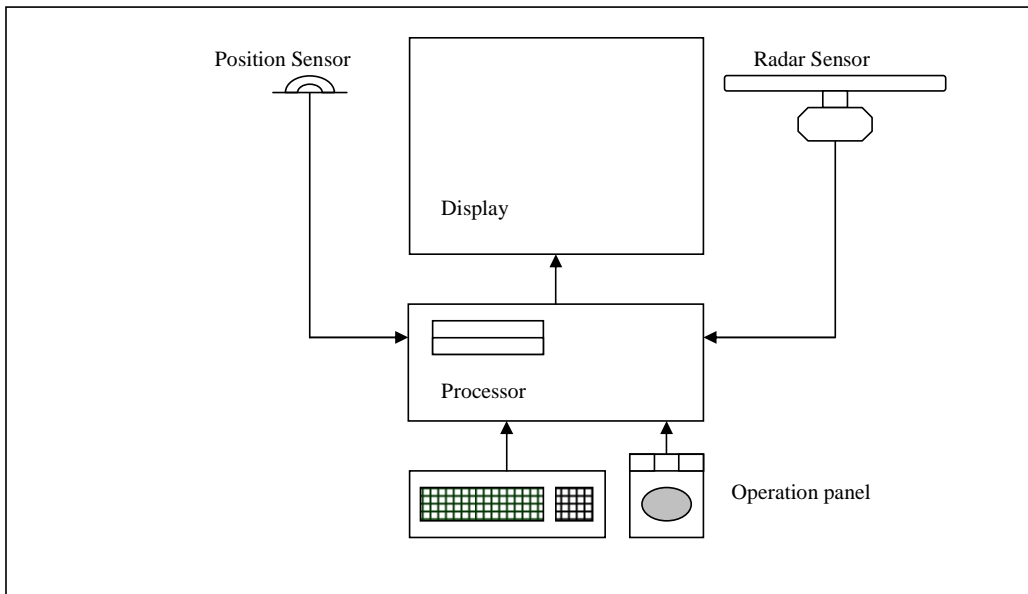 Position Sensor
Radar Sensor
Display
Processor
Operation panel